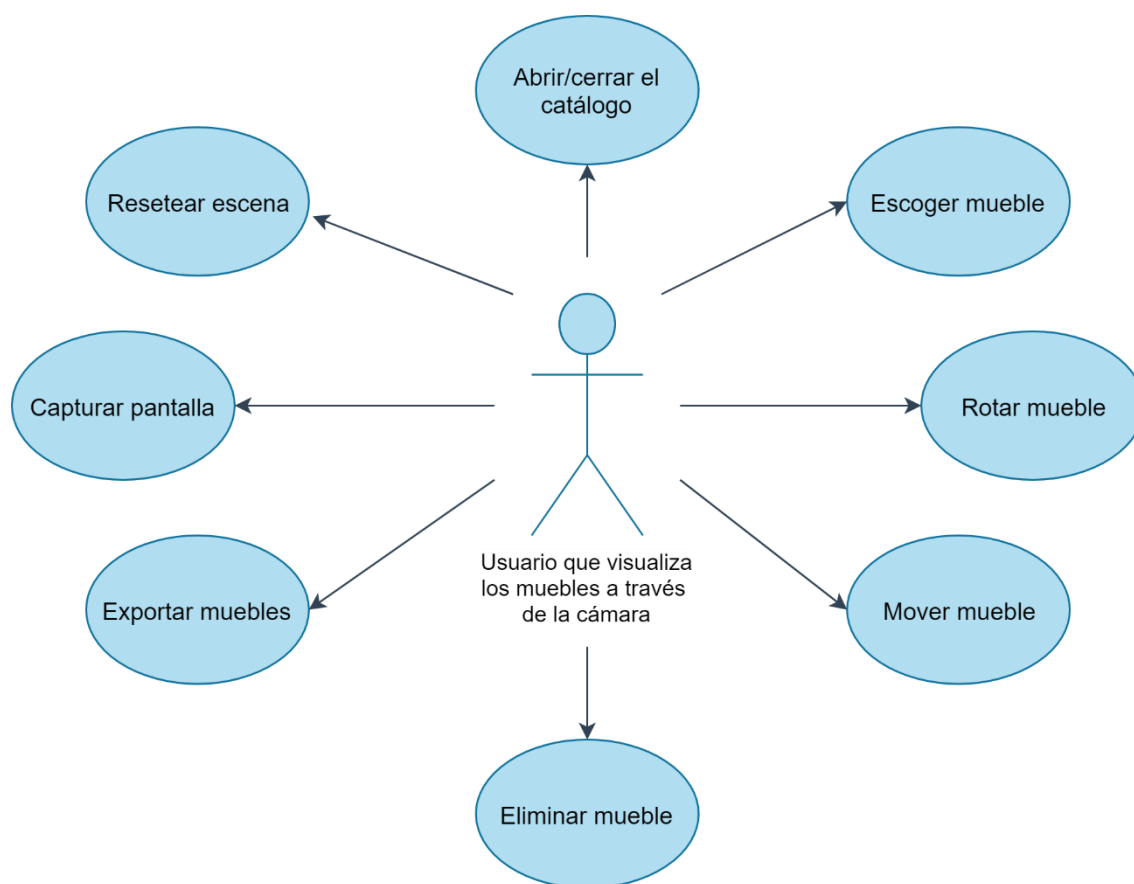 Abrir/cerrar el
catálogo
Resetear escena
Escoger mueble
Capturar pantalla
Rotar mueble
Usuario que visualiza
los muebles a través
de la cámara
Exportar muebles
Mover mueble
Eliminar mueble